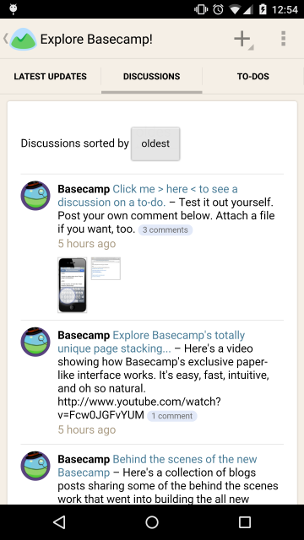 12:54
Explore Basecamp!
LATEST UPDATES DISCUSSIONS TO-DOS
Discussions sorted by oldest
Basecamp Click me > here < to see a
discussion on a to-do. – Test it out yourself.
Post your own comment below. Attach a file
if you want, too. 3 comments
5 hours ago
Basecamp Explore Basecamp's totally
unique page stacking... – Here's a video
showing how Basecamp's exclusive paper-
like interface works. It's easy, fast, intuitive,
and oh so natural.
http://www.youtube.com/watch?
v=Fcw0JGFvYUM 1 comment
5 hours ago
Basecamp Behind the scenes of the new
Basecamp – Here's a collection of blogs
posts sharing some of the behind the scenes
work that went into building the all new